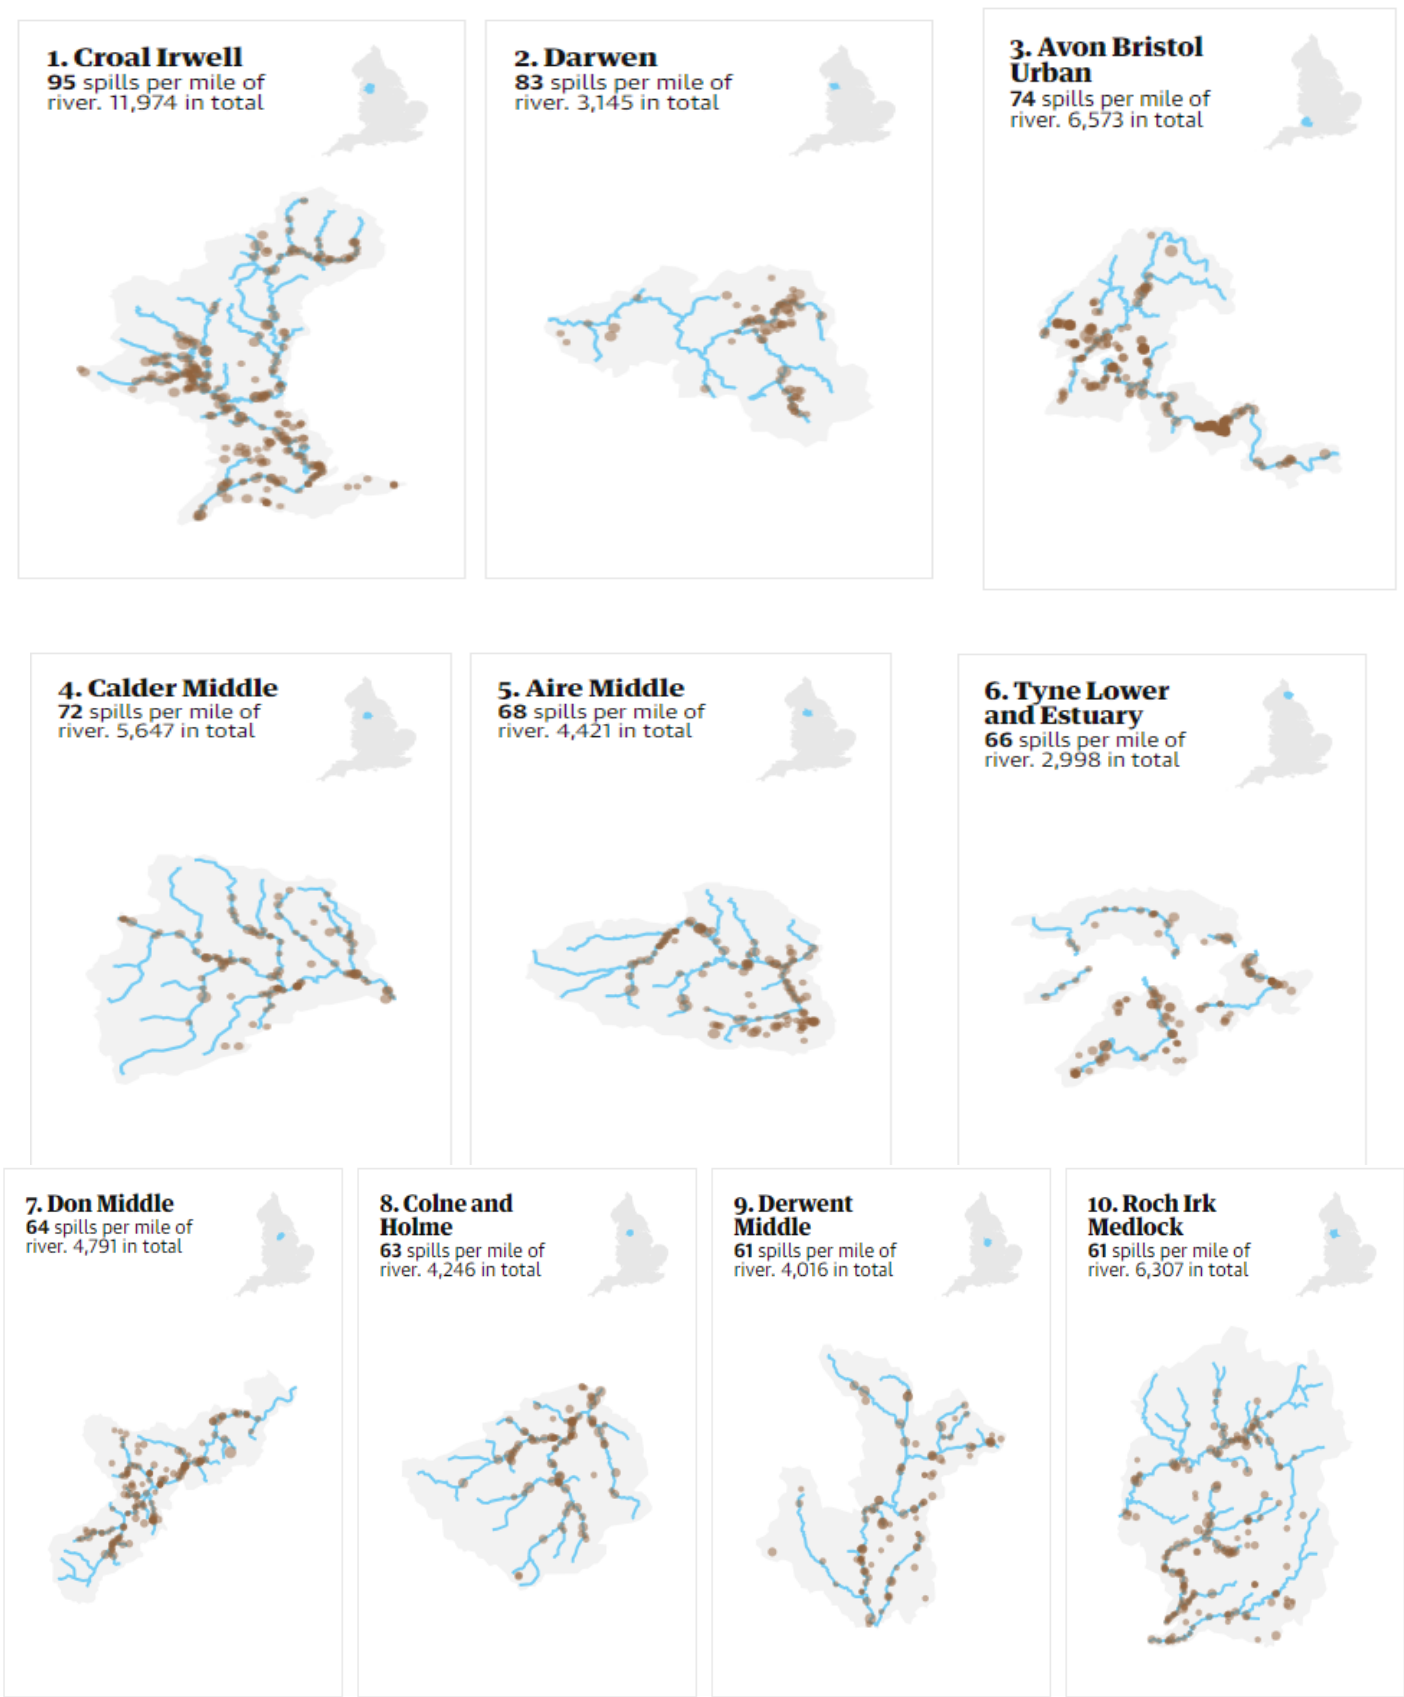 1. Croal Irwell
95 spills per mile of
river. 11,974 in total
2. Darwen
83 spills per mile of
river. 3,145 in total
3. Avon Bristol
Urban
74 spills per mile of
river. 6,573 in total
4. Calder Middle
72 spills per mile of
river. 5,647 in total
5. Aire Middle
68 spills per mile of
river. 4,421 in total
6. Tyne Lower
and Estuary
66 spills per mile of
river. 2,998 in total
7. Don Middle
64 spills per mile of
river. 4,791 in total
8. Colne and
Holme
63 spills per mile of
river. 4,246 in total
9. Derwent
Middle
61 spills per mile of
river. 4,016 in total
10. Roch Irk
Medlock
61 spills per mile of
river. 6,307 in total